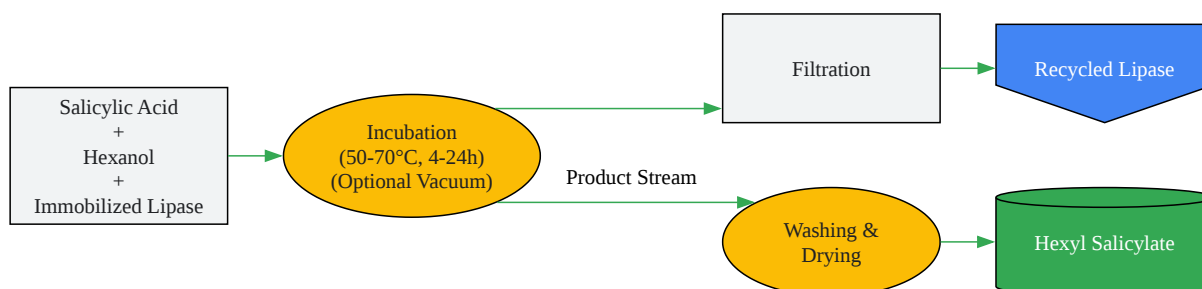 Salicylic Acid
+
Hexanol
+
Immobilized Lipase
Incubation
(50-70°C, 4-24h)
(Optional Vacuum)
Filtration
Recycled Lipase
Product Stream
Washing &
Drying
Hexyl Salicylate